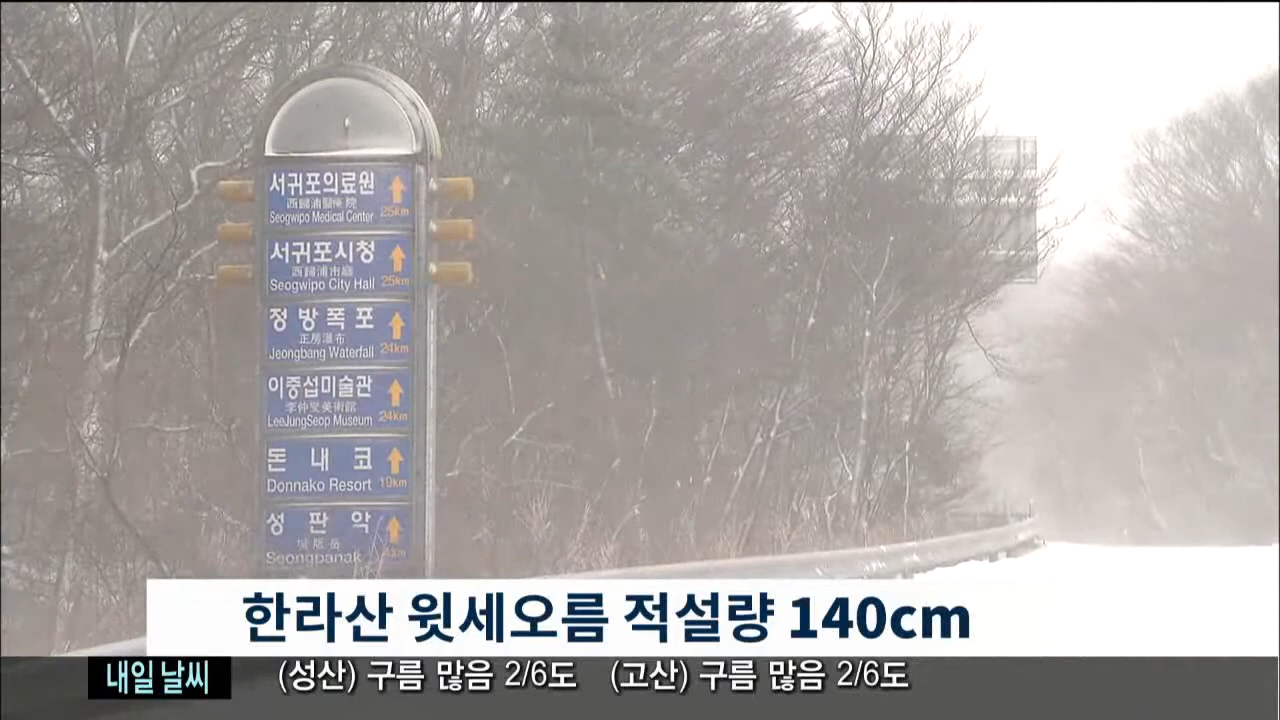 서귀포의료원
西歸浦醫療院
Seogwipo Medical Center
25km
서귀포시청
西歸浦市廳
Seogwipo City Hall
25km
정방폭포
正房瀑布
Jeongbang Waterfall
24km
이중섭미술관
李仲燮美術館
LeeJungSeop Museum
24km
돈내코
Donnako Resort
19km
성판악
城板岳
Seongpanak
한라산 윗세오름 적설량 140cm
내일 날씨 (성산) 구름 많음 2/6도 (고산) 구름 많음 2/6도